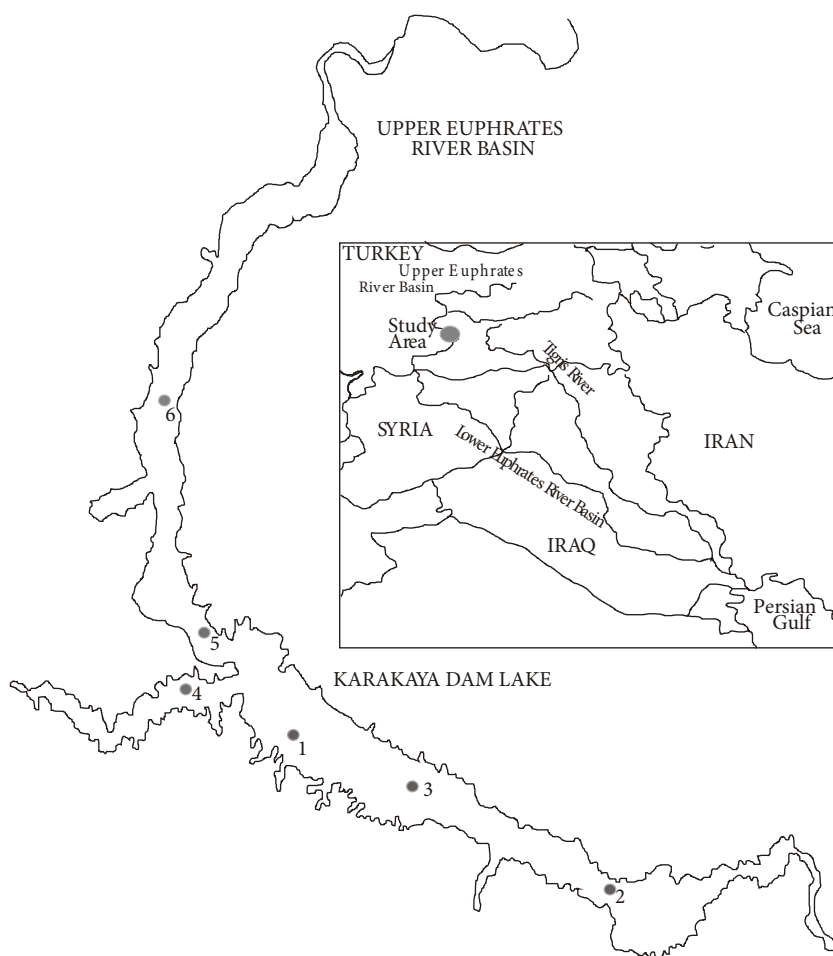 UPPER EUPHRATES
RIVER BASIN
TURKEY
Upper Euphrates
River Basin
Study
Area
Caspian
Sea
Tigris River
SYRIA
Lower Euphrates River Basin
IRAN
IRAQ
Persian
Gulf
6
5
KARAKAYA DAM LAKE
4
1
3
2